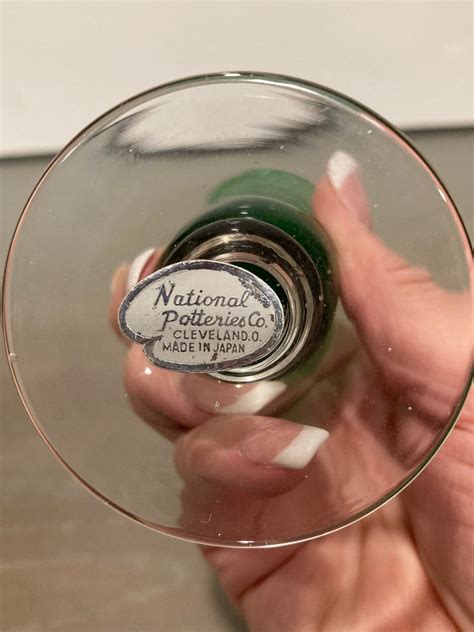 National
Potteries Co.
CLEVELAND.O.
MADE IN JAPAN